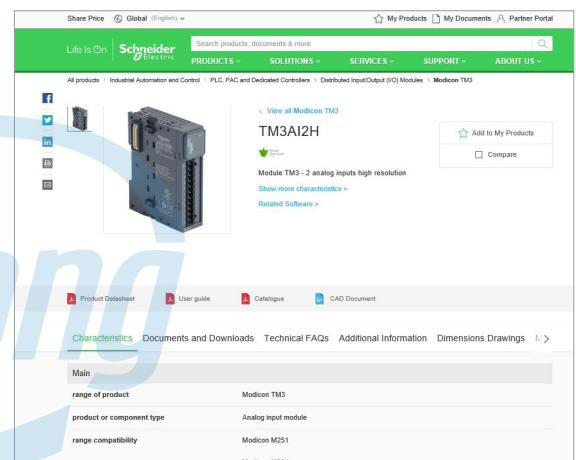 Share Price Global (English) My Products My Documents Partner Portal
Life Is On Schneider Electric
Search products, documents & more
PRODUCTS SOLUTIONS SERVICES SUPPORT ABOUT US
All products Industrial Automation and Control PLC, PAC and Dedicated Controllers Distributed Input/Output (I/O) Modules Modicon TM3
< View all Modicon TM3
TM3AI2H
Add to My Products
Compare
Module TM3 - 2 analog inputs high resolution
Show more characteristics >
Related Software >
Product Datasheet User guide Catalogue CAD Document
Characteristics Documents and Downloads Technical FAQs Additional Information Dimensions Drawings
Main
range of product Modicon TM3
product or component type Analog input module
range compatibility Modicon M251